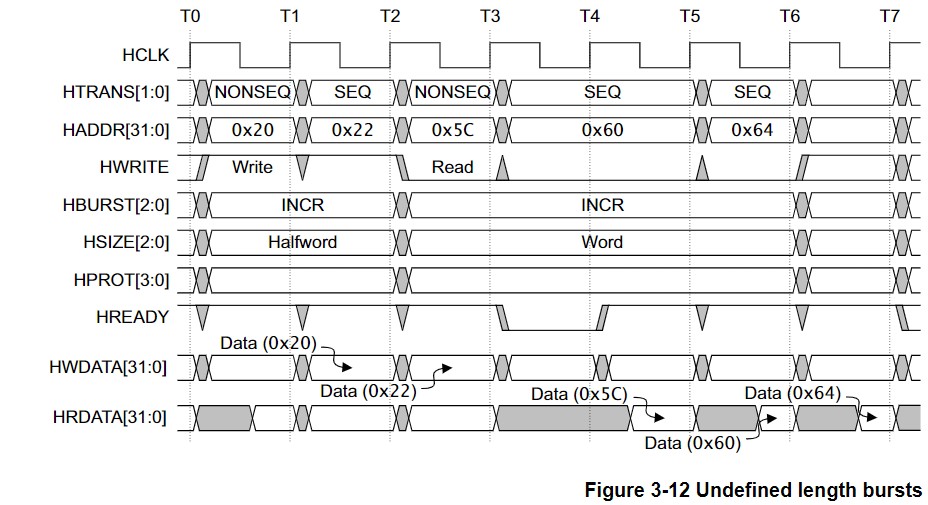 T0 T1 T2 T3 T4 T5 T6 T7
HCLK
HTRANS[1:0] NONSEQ SEQ NONSEQ SEQ SEQ
HADDR[31:0] 0x20 0x22 0x5C 0x60 0x64
HWRITE Write Read
HBURST[2:0] INCR INCR
HSIZE[2:0] Halfword Word
HPROT[3:0]
HREADY
Data (0x20)
HWDATA[31:0]
Data (0x22) Data (0x5C) Data (0x64)
HRDATA[31:0]
Data (0x60)
Figure 3-12 Undefined length bursts